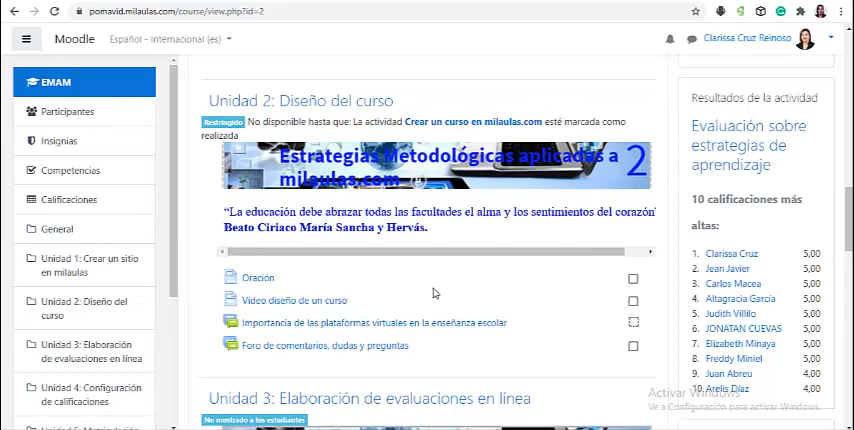 pomavid.milaulas.com/course/view.php?id=2
Moodle
Español - Internacional (es)
Clarissa Cruz Reinoso
EMAM
Participantes
Insignias
Competencias
Calificaciones
General
Unidad 1: Crear un sitio
en milaulas
Unidad 2: Diseño del
curso
Unidad 3: Elaboración
de evaluaciones en línea
Unidad 4: Configuración
de calificaciones
Unidad 2: Diseño del curso
Restringido No disponible hasta que: La actividad Crear un curso en milaulas.com esté marcada como
realizada
Estrategias Metodológicas aplicadas a
milaulas.com
2
“La educación debe abrazar todas las facultades el alma y los sentimientos del corazón"
Beato Ciriaco María Sancha y Hervás.
Oración
Video diseño de un curso
Importancia de las plataformas virtuales en la enseñanza escolar
Foro de comentarios, dudas y preguntas
Unidad 3: Elaboración de evaluaciones en línea
No mostrado a los estudiantes
Resultados de la actividad
Evaluación sobre
estrategias de
aprendizaje
10 calificaciones más
altas:
1. Clarissa Cruz 5,00
2. Jean Javier 5,00
3. Carlos Macea 5,00
4. Altagracia García 5,00
5. Judith Villilo 5,00
6. JONATAN CUEVAS 5,00
7. Elizabeth Minaya 5,00
8. Freddy Miniel 5,00
9. Juan Abreu 4,00
10. Arelis Díaz 4,00
Activar Windows
Ve a Configuración para activar Windows.